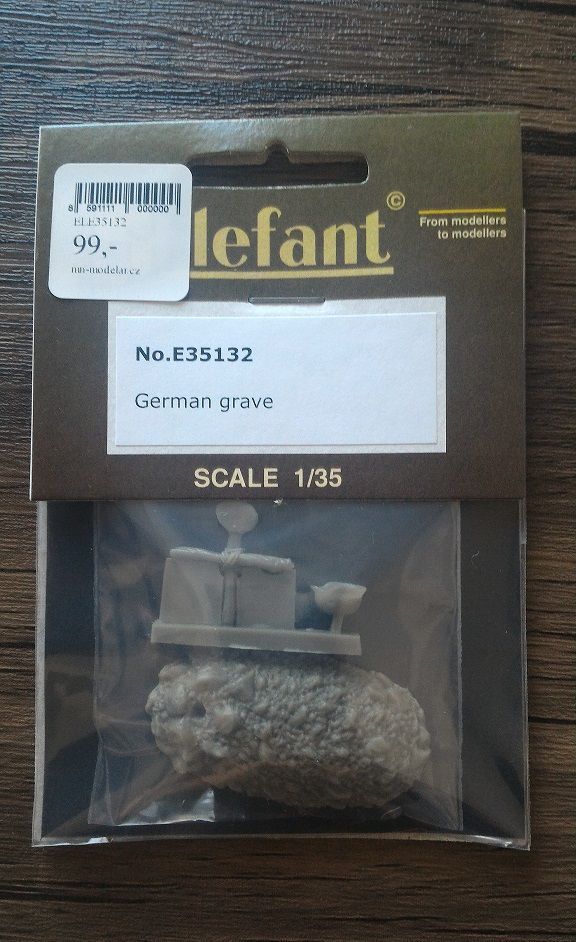 8 591111 000000
ELE35132
99,-
mn-modelar.cz
lefant ©
From modellers
to modellers
No.E35132
German grave
SCALE 1/35